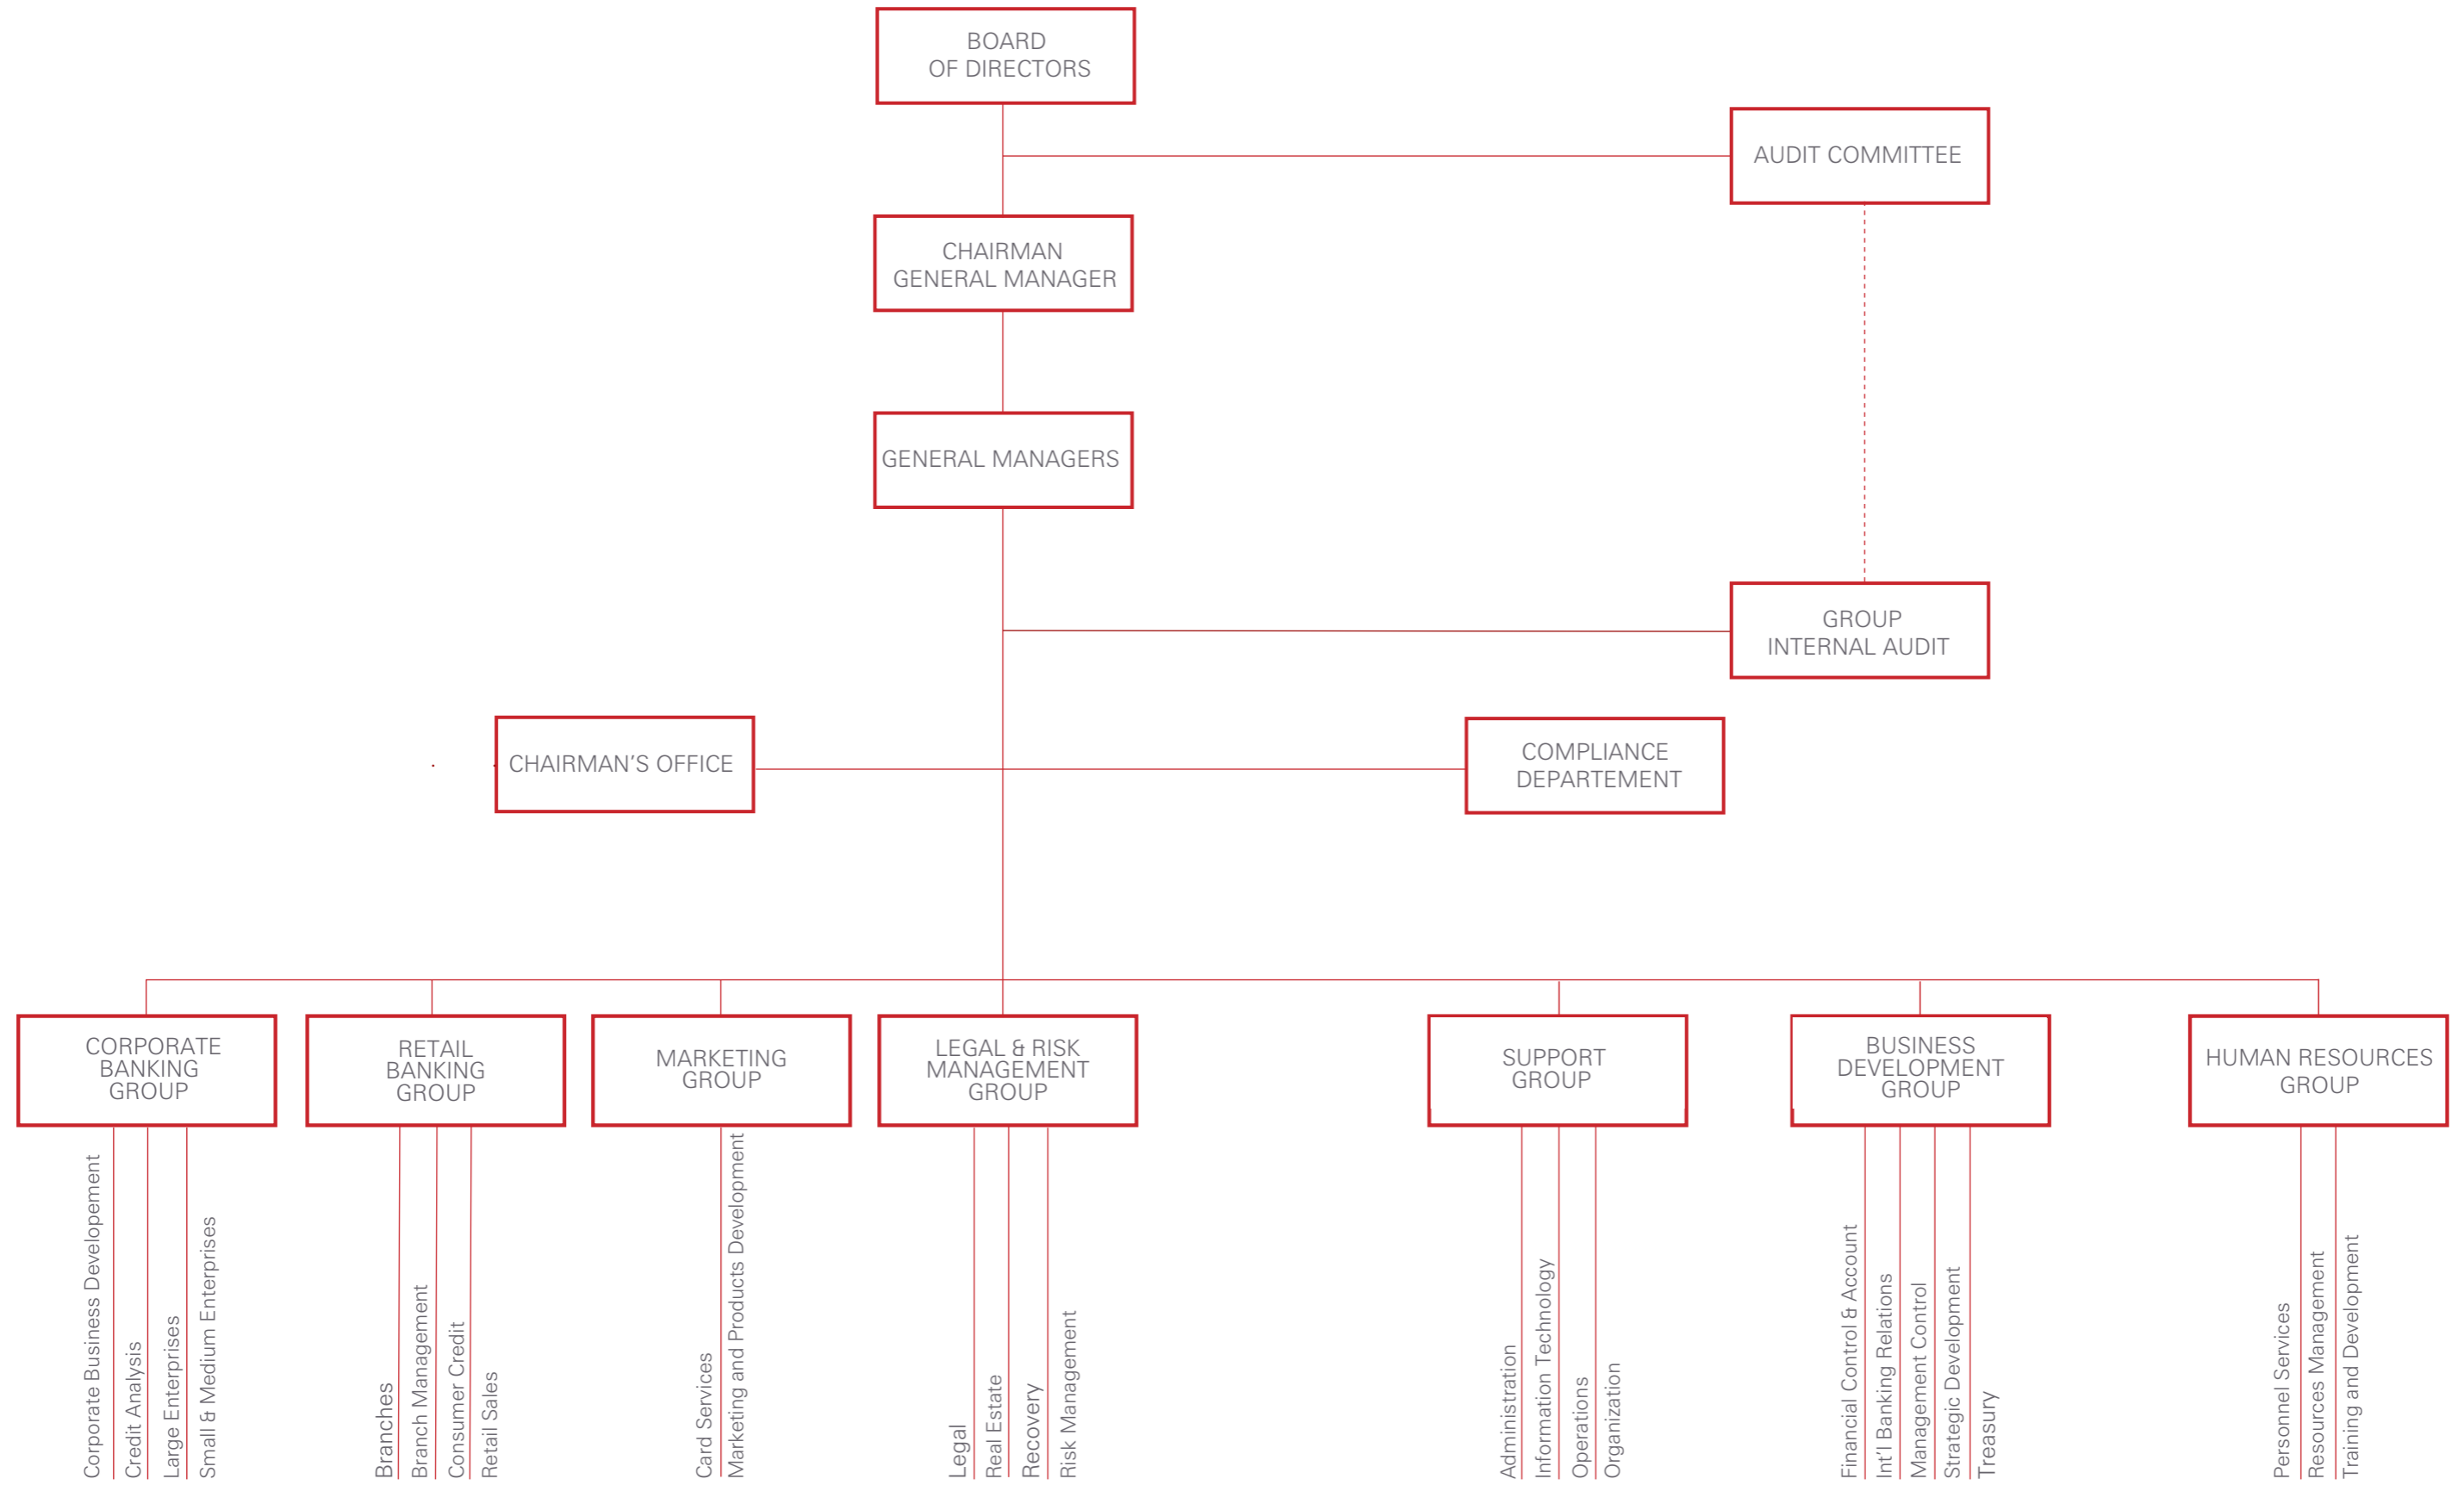 BOARD
OF DIRECTORS
AUDIT COMMITTEE
CHAIRMAN
GENERAL MANAGER
GENERAL MANAGERS
GROUP
INTERNAL AUDIT
CHAIRMAN'S OFFICE
COMPLIANCE
DEPARTEMENT
CORPORATE
BANKING
GROUP
RETAIL
BANKING
GROUP
MARKETING
GROUP
LEGAL & RISK
MANAGEMENT
GROUP
SUPPORT
GROUP
BUSINESS
DEVELOPMENT
GROUP
HUMAN RESOURCES
GROUP
Corporate Business Developement
Credit Analysis
Large Enterprises
Small & Medium Enterprises
Branches
Branch Management
Consumer Credit
Retail Sales
Card Services
Marketing and Products Development
Legal
Real Estate
Recovery
Risk Management
Administration
Information Technology
Operations
Organization
Financial Control & Account
Int'l Banking Relations
Management Control
Strategic Development
Treasury
Personnel Services
Resources Management
Training and Development